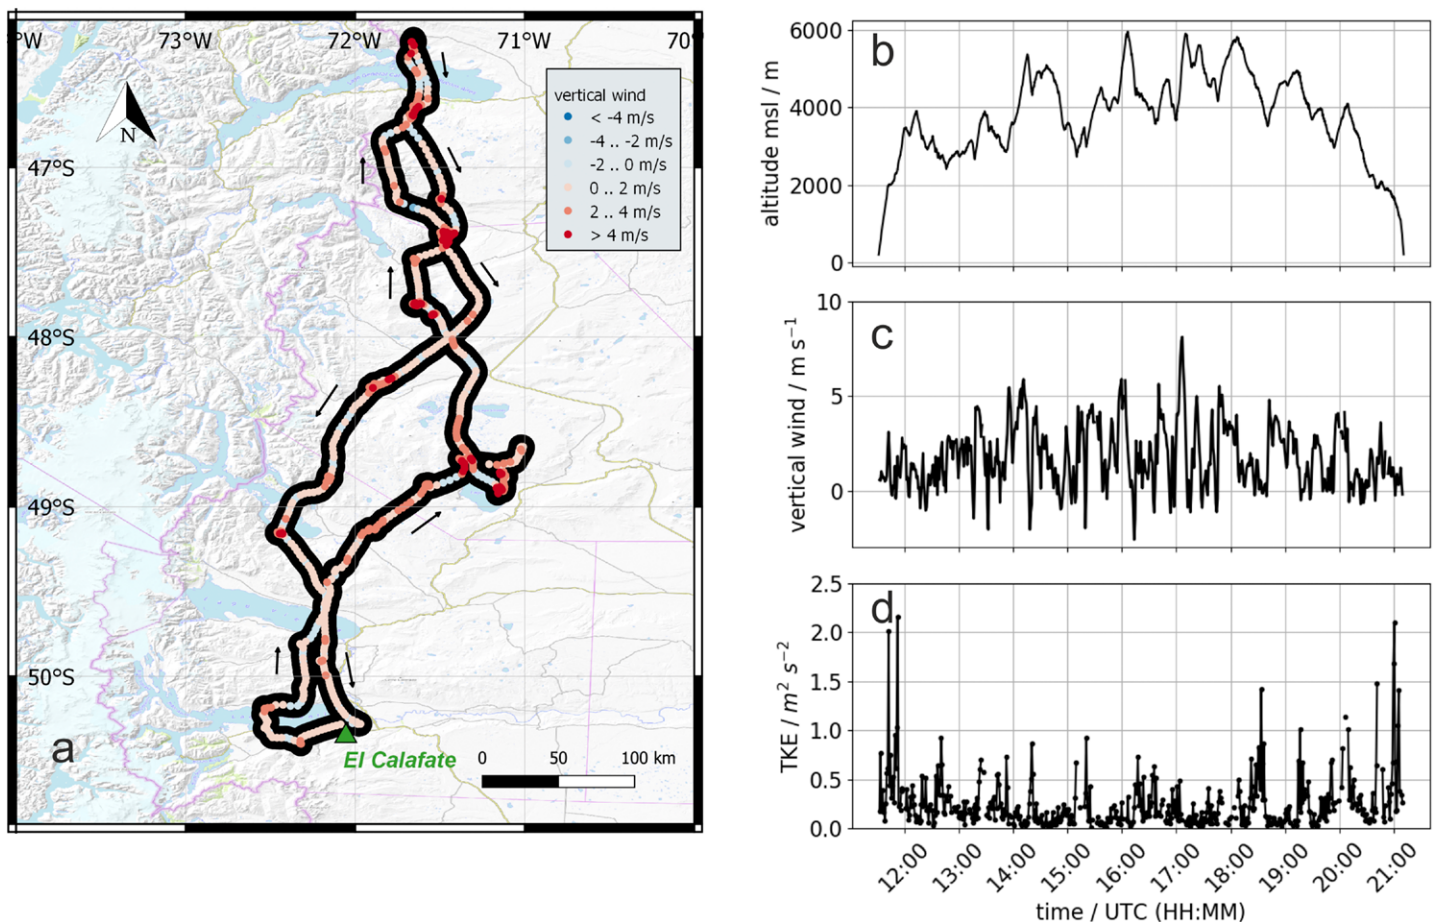 °W 73°W 72°W 71°W 70°
47°S
48°S
49°S
50°S
vertical wind
< -4 m/s
-4 .. -2 m/s
-2 .. 0 m/s
0 .. 2 m/s
2 .. 4 m/s
> 4 m/s
N
El Calafate
0 50 100 km
a
b
altitude msl / m
6000
4000
2000
0
c
vertical wind / m s⁻¹
10
5
0
d
TKE / m² s⁻²
2.5
2.0
1.5
1.0
0.5
0.0
12:00 13:00 14:00 15:00 16:00 17:00 18:00 19:00 20:00 21:00
time / UTC (HH:MM)